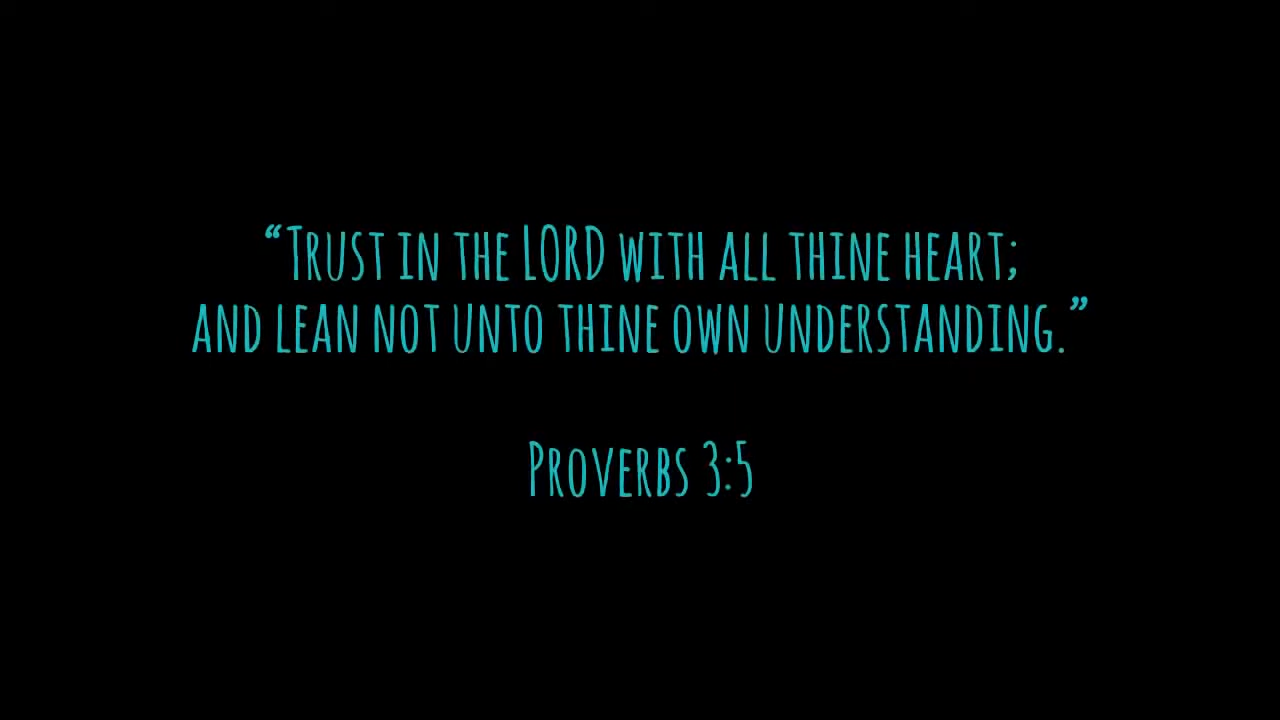 “Trust in the LORD with all thine heart;
and lean not unto thine own understanding.”
Proverbs 3:5